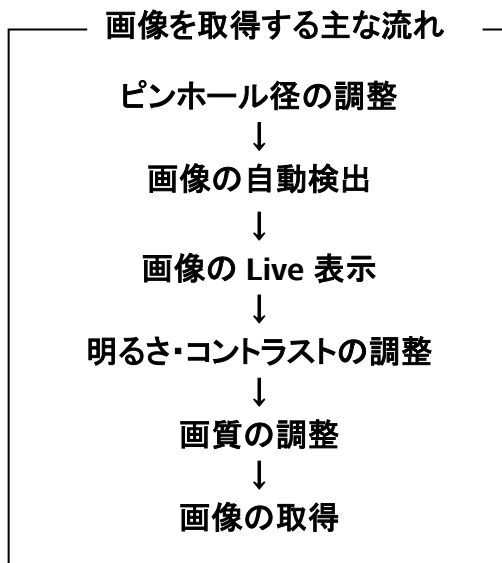 画像を取得する主な流れ
ピンホール径の調整
↓
画像の自動検出
↓
画像の Live 表示
↓
明るさ・コントラストの調整
↓
画質の調整
↓
画像の取得